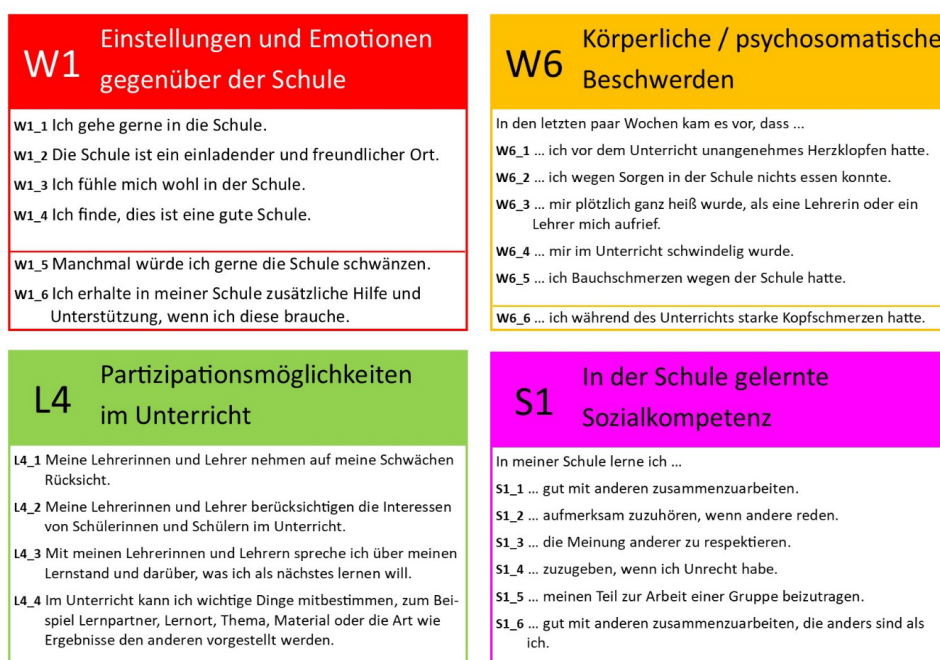 W1
Einstellungen und Emotionen
gegenüber der Schule
W1_1 Ich gehe gerne in die Schule.
W1_2 Die Schule ist ein einladender und freundlicher Ort.
W1_3 Ich fühle mich wohl in der Schule.
W1_4 Ich finde, dies ist eine gute Schule.
W1_5 Manchmal würde ich gerne die Schule schwänzen.
W1_6 Ich erhalte in meiner Schule zusätzliche Hilfe und
Unterstützung, wenn ich diese brauche.
W6
Körperliche / psychosomatische
Beschwerden
In den letzten paar Wochen kam es vor, dass ...
W6_1 ... ich vor dem Unterricht unangenehmes Herzklopfen hatte.
W6_2 ... ich wegen Sorgen in der Schule nichts essen konnte.
W6_3 ... mir plötzlich ganz heiß wurde, als eine Lehrerin oder ein
Lehrer mich aufrief.
W6_4 ... mir im Unterricht schwindelig wurde.
W6_5 ... ich Bauchschmerzen wegen der Schule hatte.
W6_6 ... ich während des Unterrichts starke Kopfschmerzen hatte.
L4
Partizipationsmöglichkeiten
im Unterricht
L4_1 Meine Lehrerinnen und Lehrer nehmen auf meine Schwächen
Rücksicht.
L4_2 Meine Lehrerinnen und Lehrer berücksichtigen die Interessen
von Schülerinnen und Schülern im Unterricht.
L4_3 Mit meinen Lehrerinnen und Lehrern spreche ich über meinen
Lernstand und darüber, was ich als nächstes lernen will.
L4_4 Im Unterricht kann ich wichtige Dinge mitbestimmen, zum Bei-
spiel Lernpartner, Lernort, Thema, Material oder die Art wie
Ergebnisse den anderen vorgestellt werden.
S1
In der Schule gelernte
Sozialkompetenz
In meiner Schule lerne ich ...
S1_1 ... gut mit anderen zusammenzuarbeiten.
S1_2 ... aufmerksam zuzuhören, wenn andere reden.
S1_3 ... die Meinung anderer zu respektieren.
S1_4 ... zuzugeben, wenn ich Unrecht habe.
S1_5 ... meinen Teil zur Arbeit einer Gruppe beizutragen.
S1_6 ... gut mit anderen zusammenzuarbeiten, die anders sind als
ich.